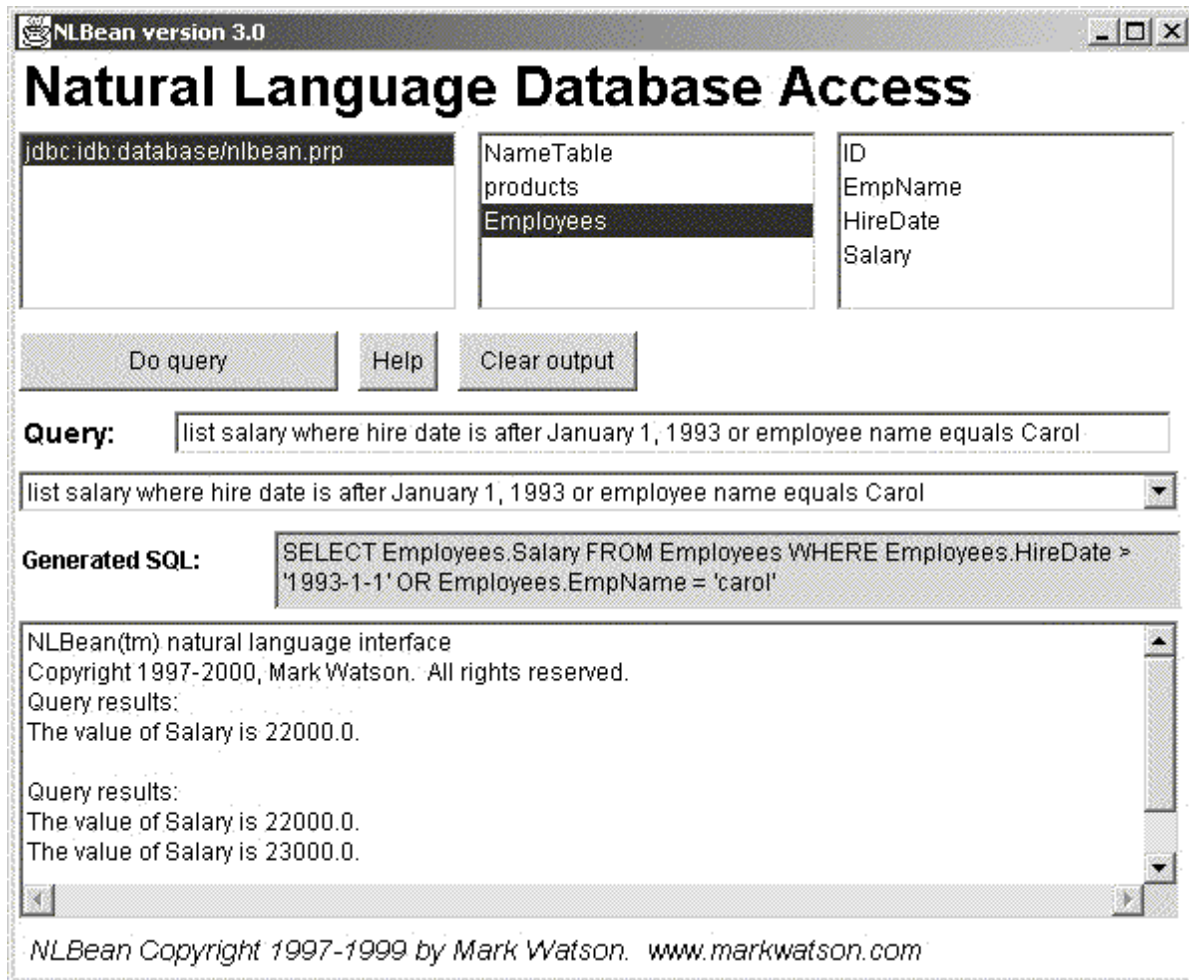 NLBean version 3.0
Natural Language Database Access
jdbc:idb:database/nlbean.prp
NameTable
products
Employees
ID
EmpName
HireDate
Salary
Do query
Help
Clear output
Query:
list salary where hire date is after January 1, 1993 or employee name equals Carol
list salary where hire date is after January 1, 1993 or employee name equals Carol
Generated SQL:
SELECT Employees.Salary FROM Employees WHERE Employees.HireDate >
'1993-1-1' OR Employees.EmpName = 'carol'
NLBean(tm) natural language interface
Copyright 1997-2000, Mark Watson.  All rights reserved.
Query results:
The value of Salary is 22000.0.
Query results:
The value of Salary is 22000.0.
The value of Salary is 23000.0.
NLBean Copyright 1997-1999 by Mark Watson.  www.markwatson.com